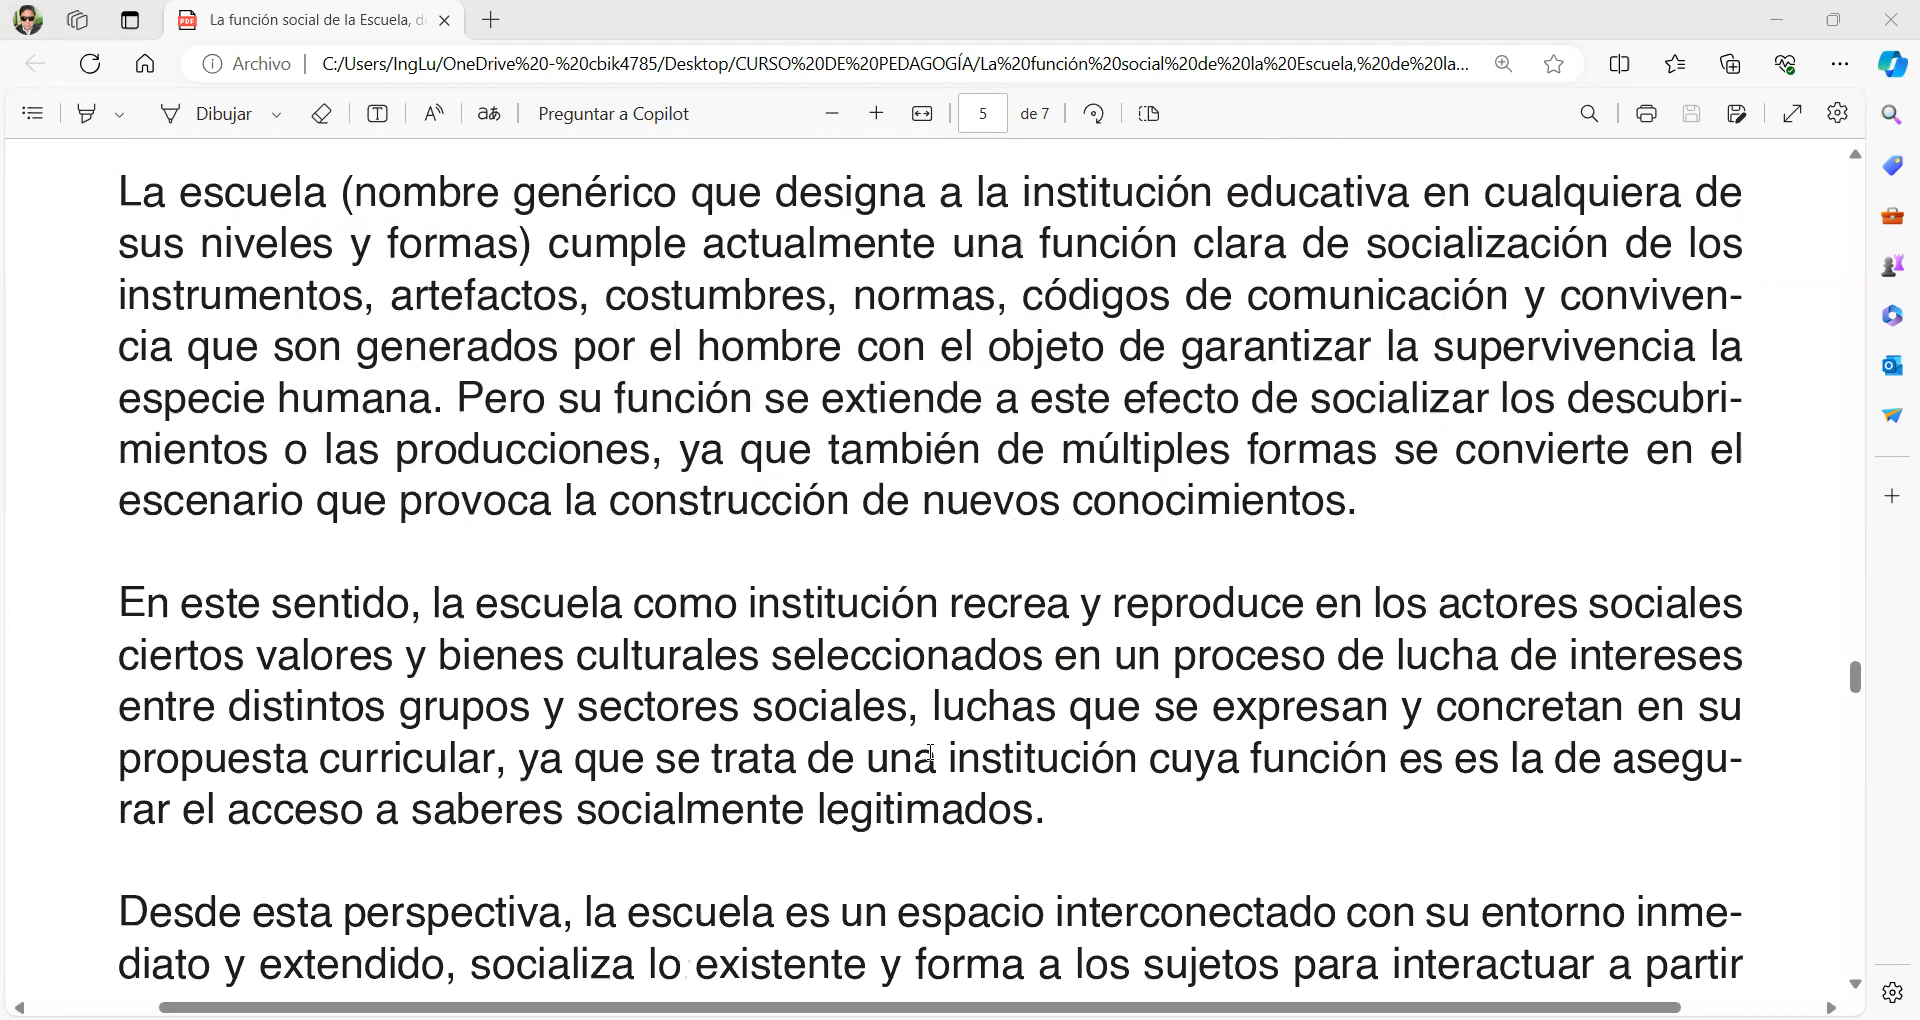 La función social de la Escuela, d
Archivo
C:/Users/IngLu/OneDrive%20-%20cbik4785/Desktop/CURSO%20DE%20PEDAGOGÍA/La%20función%20social%20de%20la%20Escuela,%20de%20la...
Dibujar
Preguntar a Copilot
5 de 7
La escuela (nombre genérico que designa a la institución educativa en cualquiera de
sus niveles y formas) cumple actualmente una función clara de socialización de los
instrumentos, artefactos, costumbres, normas, códigos de comunicación y conviven-
cia que son generados por el hombre con el objeto de garantizar la supervivencia la
especie humana. Pero su función se extiende a este efecto de socializar los descubri-
mientos o las producciones, ya que también de múltiples formas se convierte en el
escenario que provoca la construcción de nuevos conocimientos.
En este sentido, la escuela como institución recrea y reproduce en los actores sociales
ciertos valores y bienes culturales seleccionados en un proceso de lucha de intereses
entre distintos grupos y sectores sociales, luchas que se expresan y concretan en su
propuesta curricular, ya que se trata de una institución cuya función es es la de asegu-
rar el acceso a saberes socialmente legitimados.
Desde esta perspectiva, la escuela es un espacio interconectado con su entorno inme-
diato y extendido, socializa lo existente y forma a los sujetos para interactuar a partir